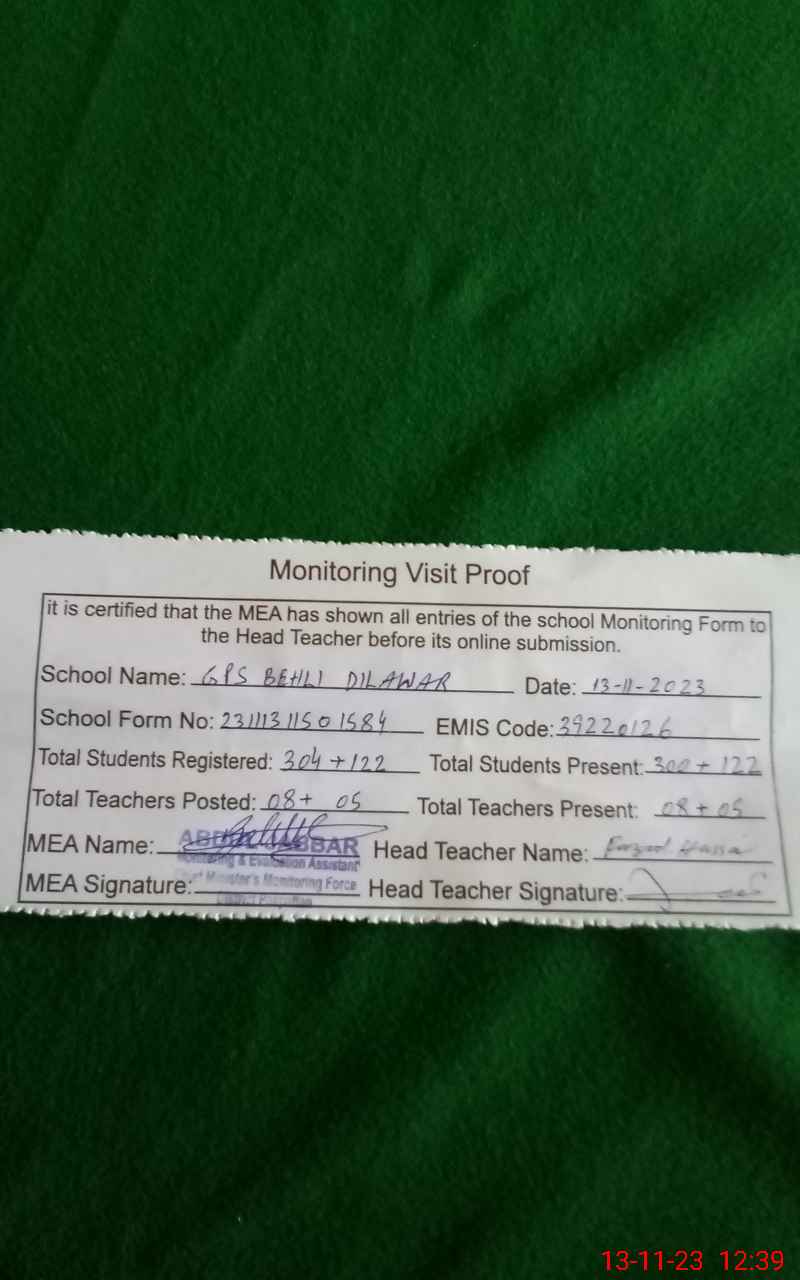 Monitoring Visit Proof
it is certified that the MEA has shown all entries of the school Monitoring Form to
the Head Teacher before its online submission.
School Name: GPS BEHLI DILAWAR Date: 13-11-2023
School Form No: 23111311501584 EMIS Code: 39220126
Total Students Registered: 304+122 Total Students Present: 300+122
Total Teachers Posted: 08+ 05 Total Teachers Present: 08+05
MEA Name: Head Teacher Name:
Monitoring & Evaluation Assistant
MEA Signature: Minister's Monitoring Force Head Teacher Signature:
13-11-23 12:39